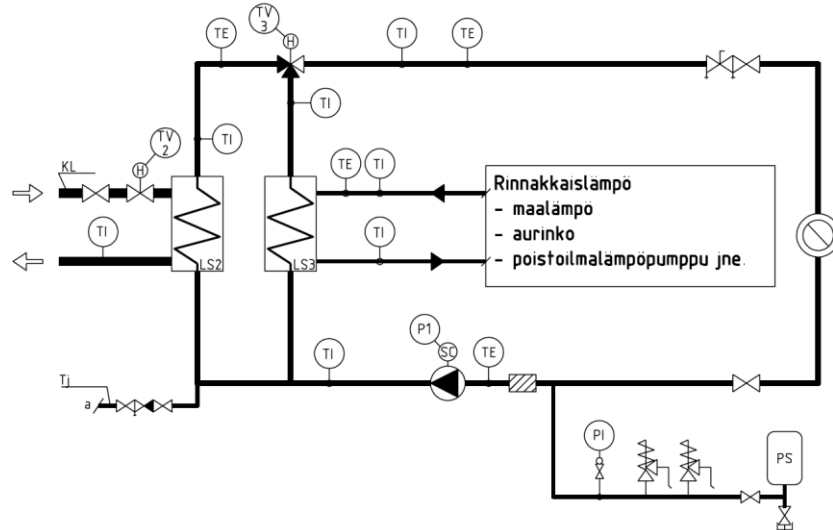 TV
3
H
TE
TI
TE
TI
TI
TV
2
H
KL
TE
TI
Rinnakkaislämpö
- maalämpö
- aurinko
- poistoilmalämpöpumppu jne.
TI
TI
LS2
LS3
P1
SC
TI
TE
Tj
a
PI
PS